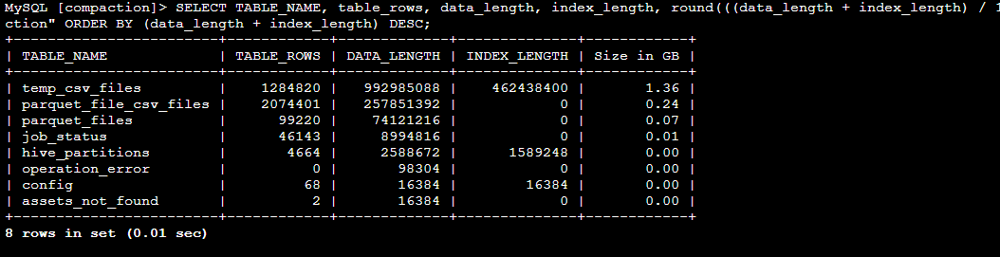 MySQL [compaction]> SELECT TABLE_NAME, table_rows, data_length, index_length, round(((data_length + index_length) / 1
ction" ORDER BY (data_length + index_length) DESC;
+-----------------------+------------+-------------+--------------+------------+
| TABLE_NAME            | TABLE_ROWS | DATA_LENGTH | INDEX_LENGTH | Size in GB |
+-----------------------+------------+-------------+--------------+------------+
| temp_csv_files        |    1284820 |   992985088 |    462438400 |       1.36 |
| parquet_file_csv_files |    2074401 |   257851392 |            0 |       0.24 |
| parquet_files         |      99220 |    74121216 |            0 |       0.07 |
| job_status            |      46143 |     8994816 |            0 |       0.01 |
| hive_partitions       |       4664 |     2588672 |      1589248 |       0.00 |
| operation_error       |          0 |       98304 |            0 |       0.00 |
| config                |         68 |       16384 |        16384 |       0.00 |
| assets_not_found      |          2 |       16384 |            0 |       0.00 |
+-----------------------+------------+-------------+--------------+------------+
8 rows in set (0.01 sec)